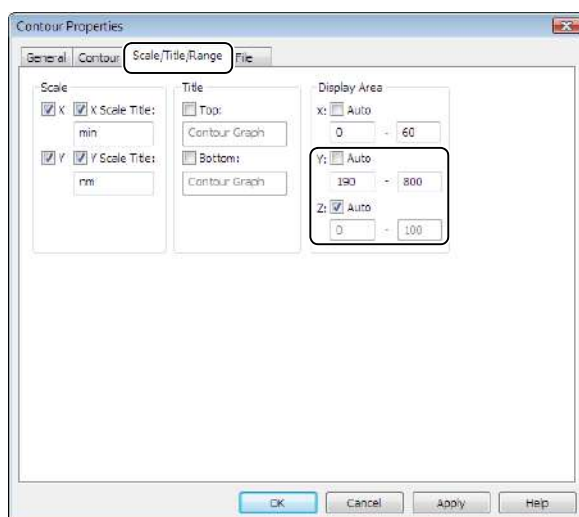 Contour Properties
General Contour Scale/Title/Range File
Scale
X X Scale Title:
min
Y Y Scale Title:
nm
Title
Top:
Contour Graph
Bottom:
Contour Graph
Display Area
X: Auto
0 - 60
Y: Auto
190 - 800
Z: Auto
0 - 100
OK Cancel Apply Help